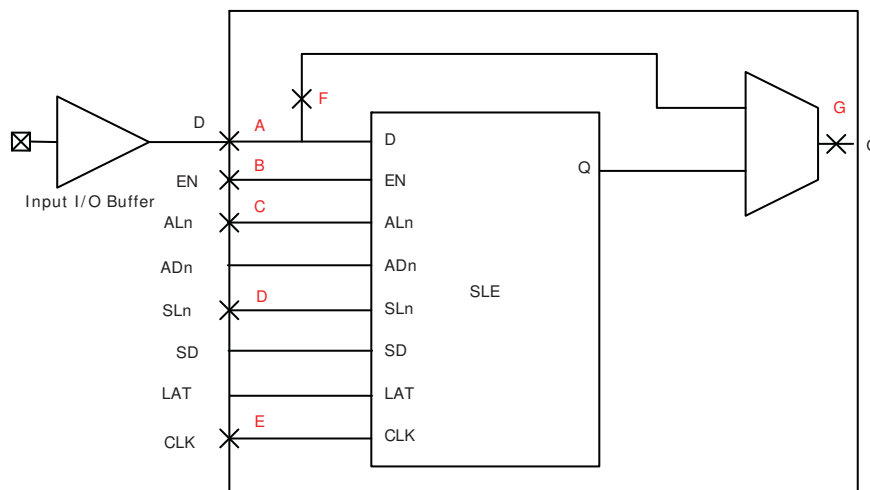 D
A
F
G
B
C
D
E
Input I/O Buffer
EN
ALn
ADn
SLn
SD
LAT
CLK
D
EN
ALn
ADn
SLn
SD
LAT
CLK
SLE
Q